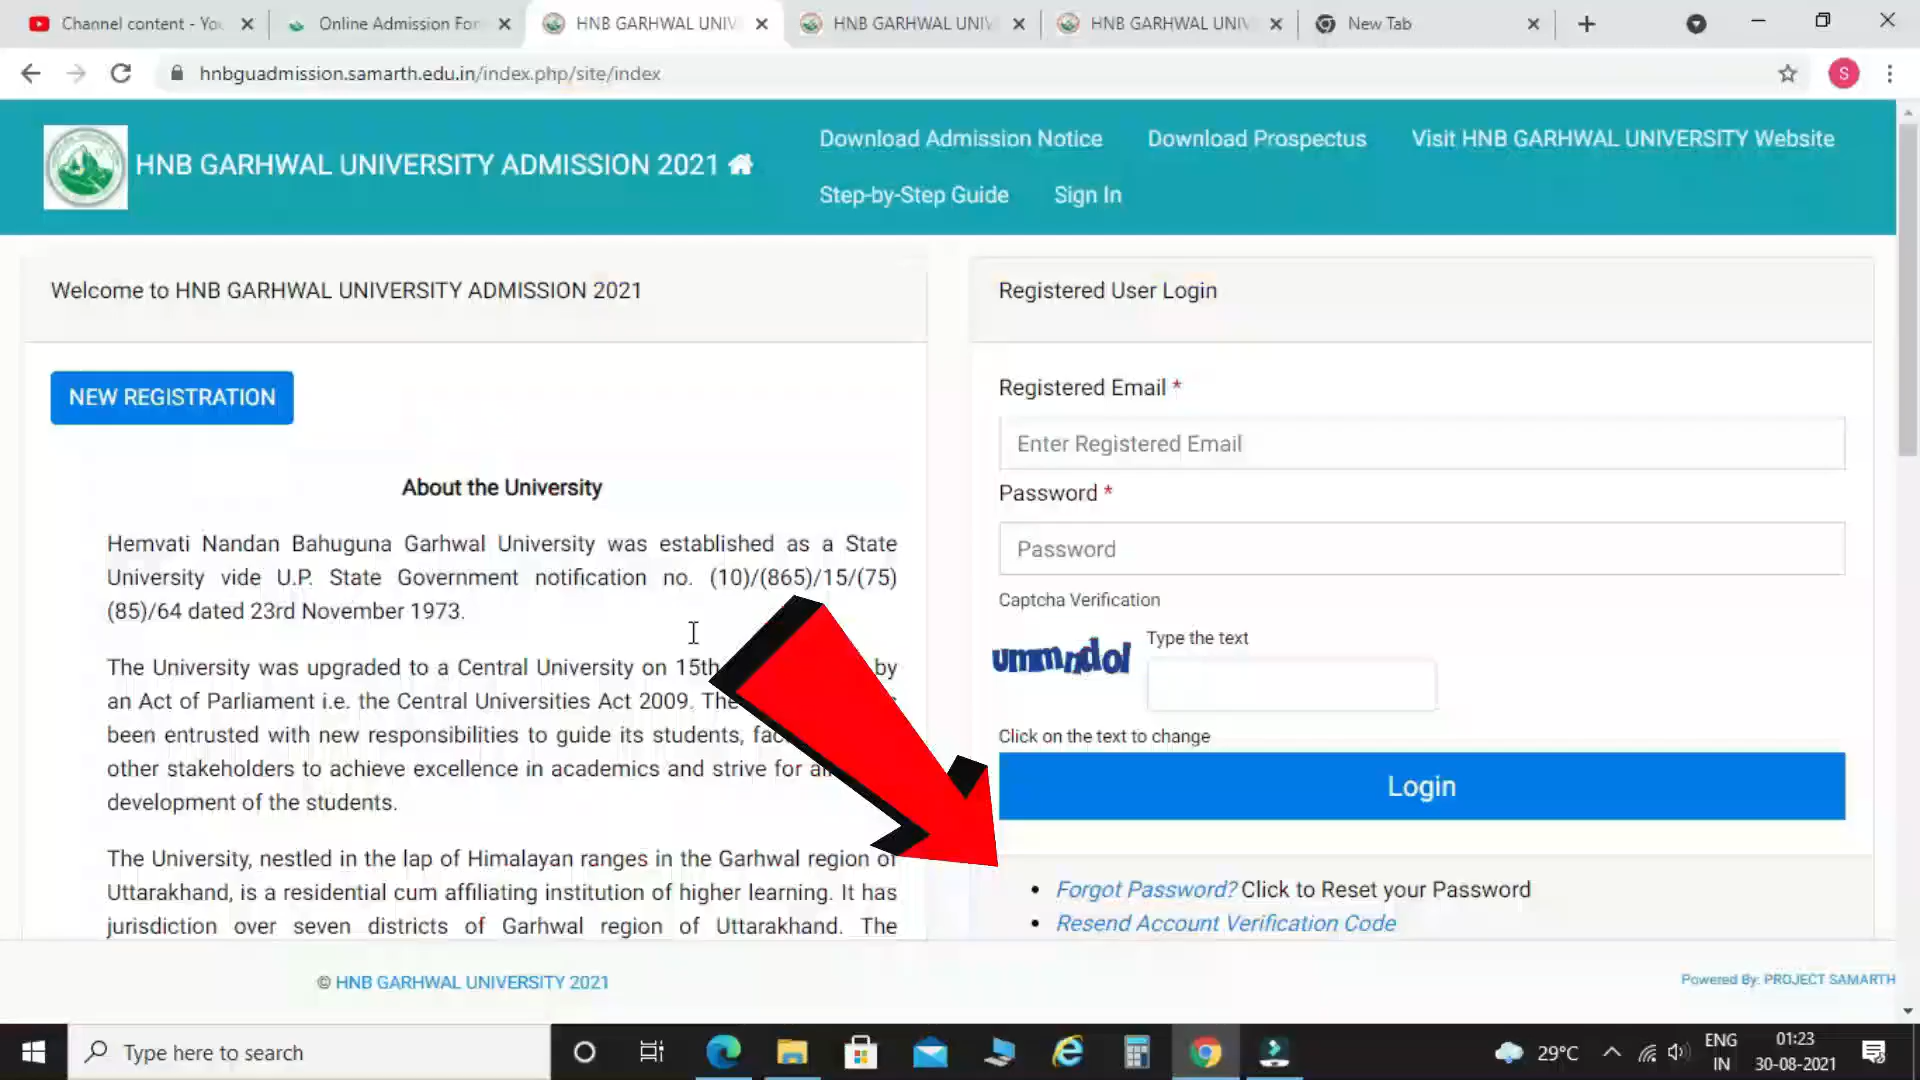 Channel content - You
Online Admission For
HNB GARHWAL UNIV
HNB GARHWAL UNIV
HNB GARHWAL UNIV
New Tab
hnbguadmission.samarth.edu.in/index.php/site/index
S
HNB GARHWAL UNIVERSITY ADMISSION 2021
Download Admission Notice
Download Prospectus
Visit HNB GARHWAL UNIVERSITY Website
Step-by-Step Guide
Sign In
Welcome to HNB GARHWAL UNIVERSITY ADMISSION 2021
NEW REGISTRATION
About the University
Hemvati Nandan Bahuguna Garhwal University was established as a State
University vide U.P. State Government notification no. (10)/(865)/15/(75)
(85)/64 dated 23rd November 1973.
The University was upgraded to a Central University on 15th by
an Act of Parliament i.e. the Central Universities Act 2009. The
been entrusted with new responsibilities to guide its students,
other stakeholders to achieve excellence in academics and strive for
development of the students.
The University, nestled in the lap of Himalayan ranges in the Garhwal region of
Uttarakhand, is a residential cum affiliating institution of higher learning. It has
jurisdiction over seven districts of Garhwal region of Uttarakhand. The
Registered User Login
Registered Email *
Enter Registered Email
Password *
Password
Captcha Verification
Type the text
Click on the text to change
Login
• Forgot Password? Click to Reset your Password
• Resend Account Verification Code
© HNB GARHWAL UNIVERSITY 2021
Powered By: PROJECT SAMARTH
Type here to search
29°C
ENG
IN
01:23
30-08-2021